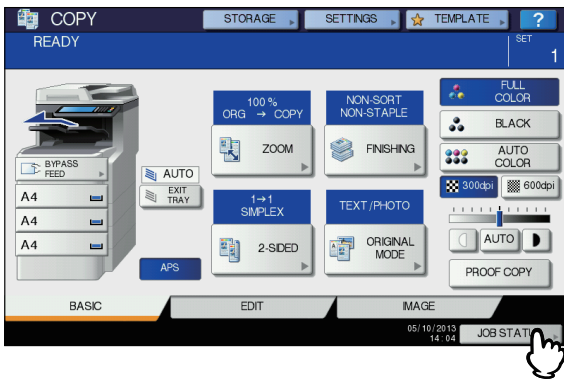 COPY
STORAGE
SETTINGS
TEMPLATE
?
READY
SET
1
100 %
ORG → COPY
ZOOM
NON-SORT
NON-STAPLE
FINISHING
FULL
COLOR
BLACK
AUTO
COLOR
300dpi
600dpi
BYPASS
FEED
A4
A4
A4
AUTO
EXIT
TRAY
APS
1→1
SIMPLEX
2-SIDED
TEXT/PHOTO
ORIGINAL
MODE
AUTO
PROOF COPY
BASIC
EDIT
IMAGE
05/10/2013
14:04
JOB STAT